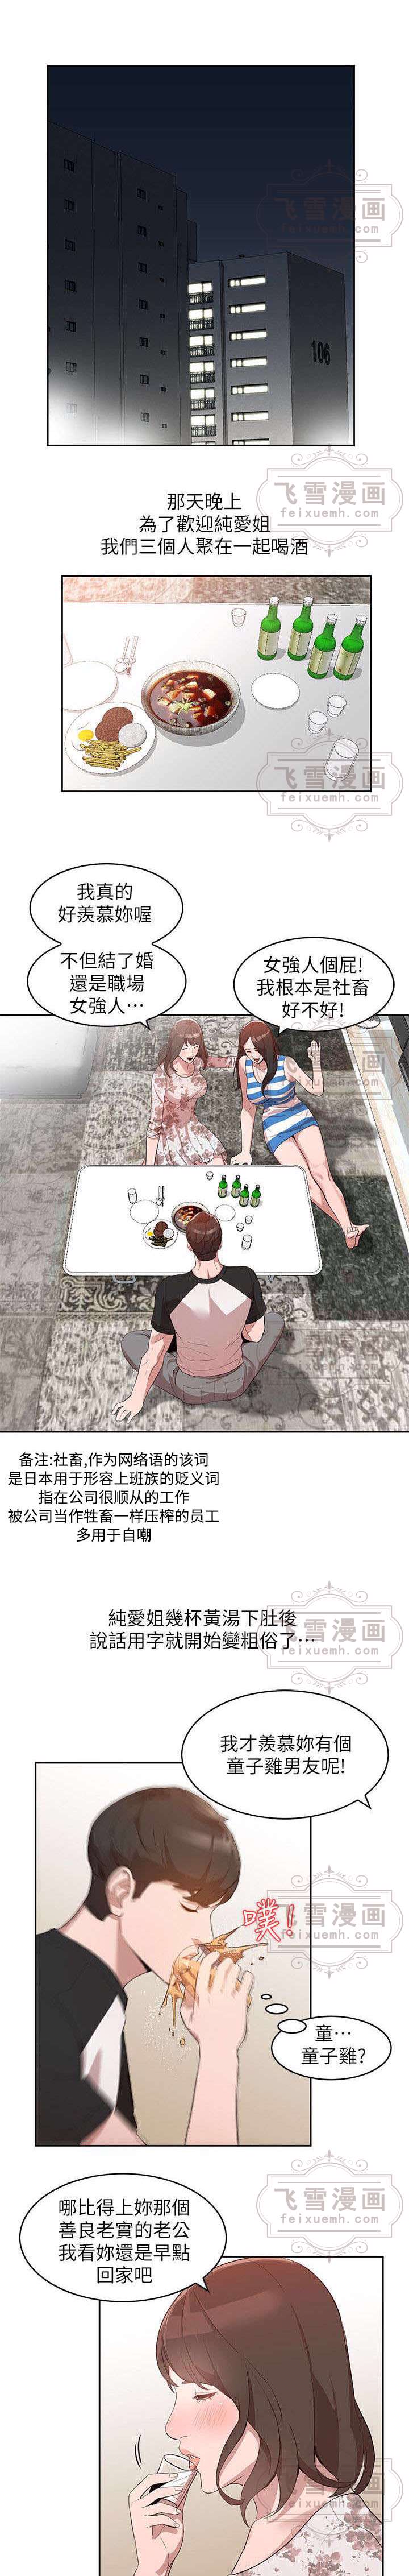 飞雪漫画
feixuemh.com
106
那天晚上
為了歡迎純愛姐
我們三個人聚在一起喝酒
飞雪漫画
feixuemh.com
飞雪漫画
feixuemh.com
我真的
好羨慕妳喔
不但結了婚
還是職場
女強人…
女強人個屁!
我根本是社畜
好不好!
飞雪漫画
feixuemh.com
备注:社畜,作为网络语的该词
是日本用于形容上班族的贬义词
指在公司很顺从的工作
被公司当作牲畜一样压榨的员工
多用于自嘲
純愛姐幾杯黃湯下肚後
說話用字就開始變粗俗了…
飞雪漫画
feixuemh.com
我才羨慕妳有個
童子雞男友呢!
噗!
飞雪漫画
feixuemh.com
童…
童子雞?
飞雪漫画
feixuemh.com
哪比得上妳那個
善良老實的老公
我看妳還是早點
回家吧
飞雪漫画
feixuemh.com